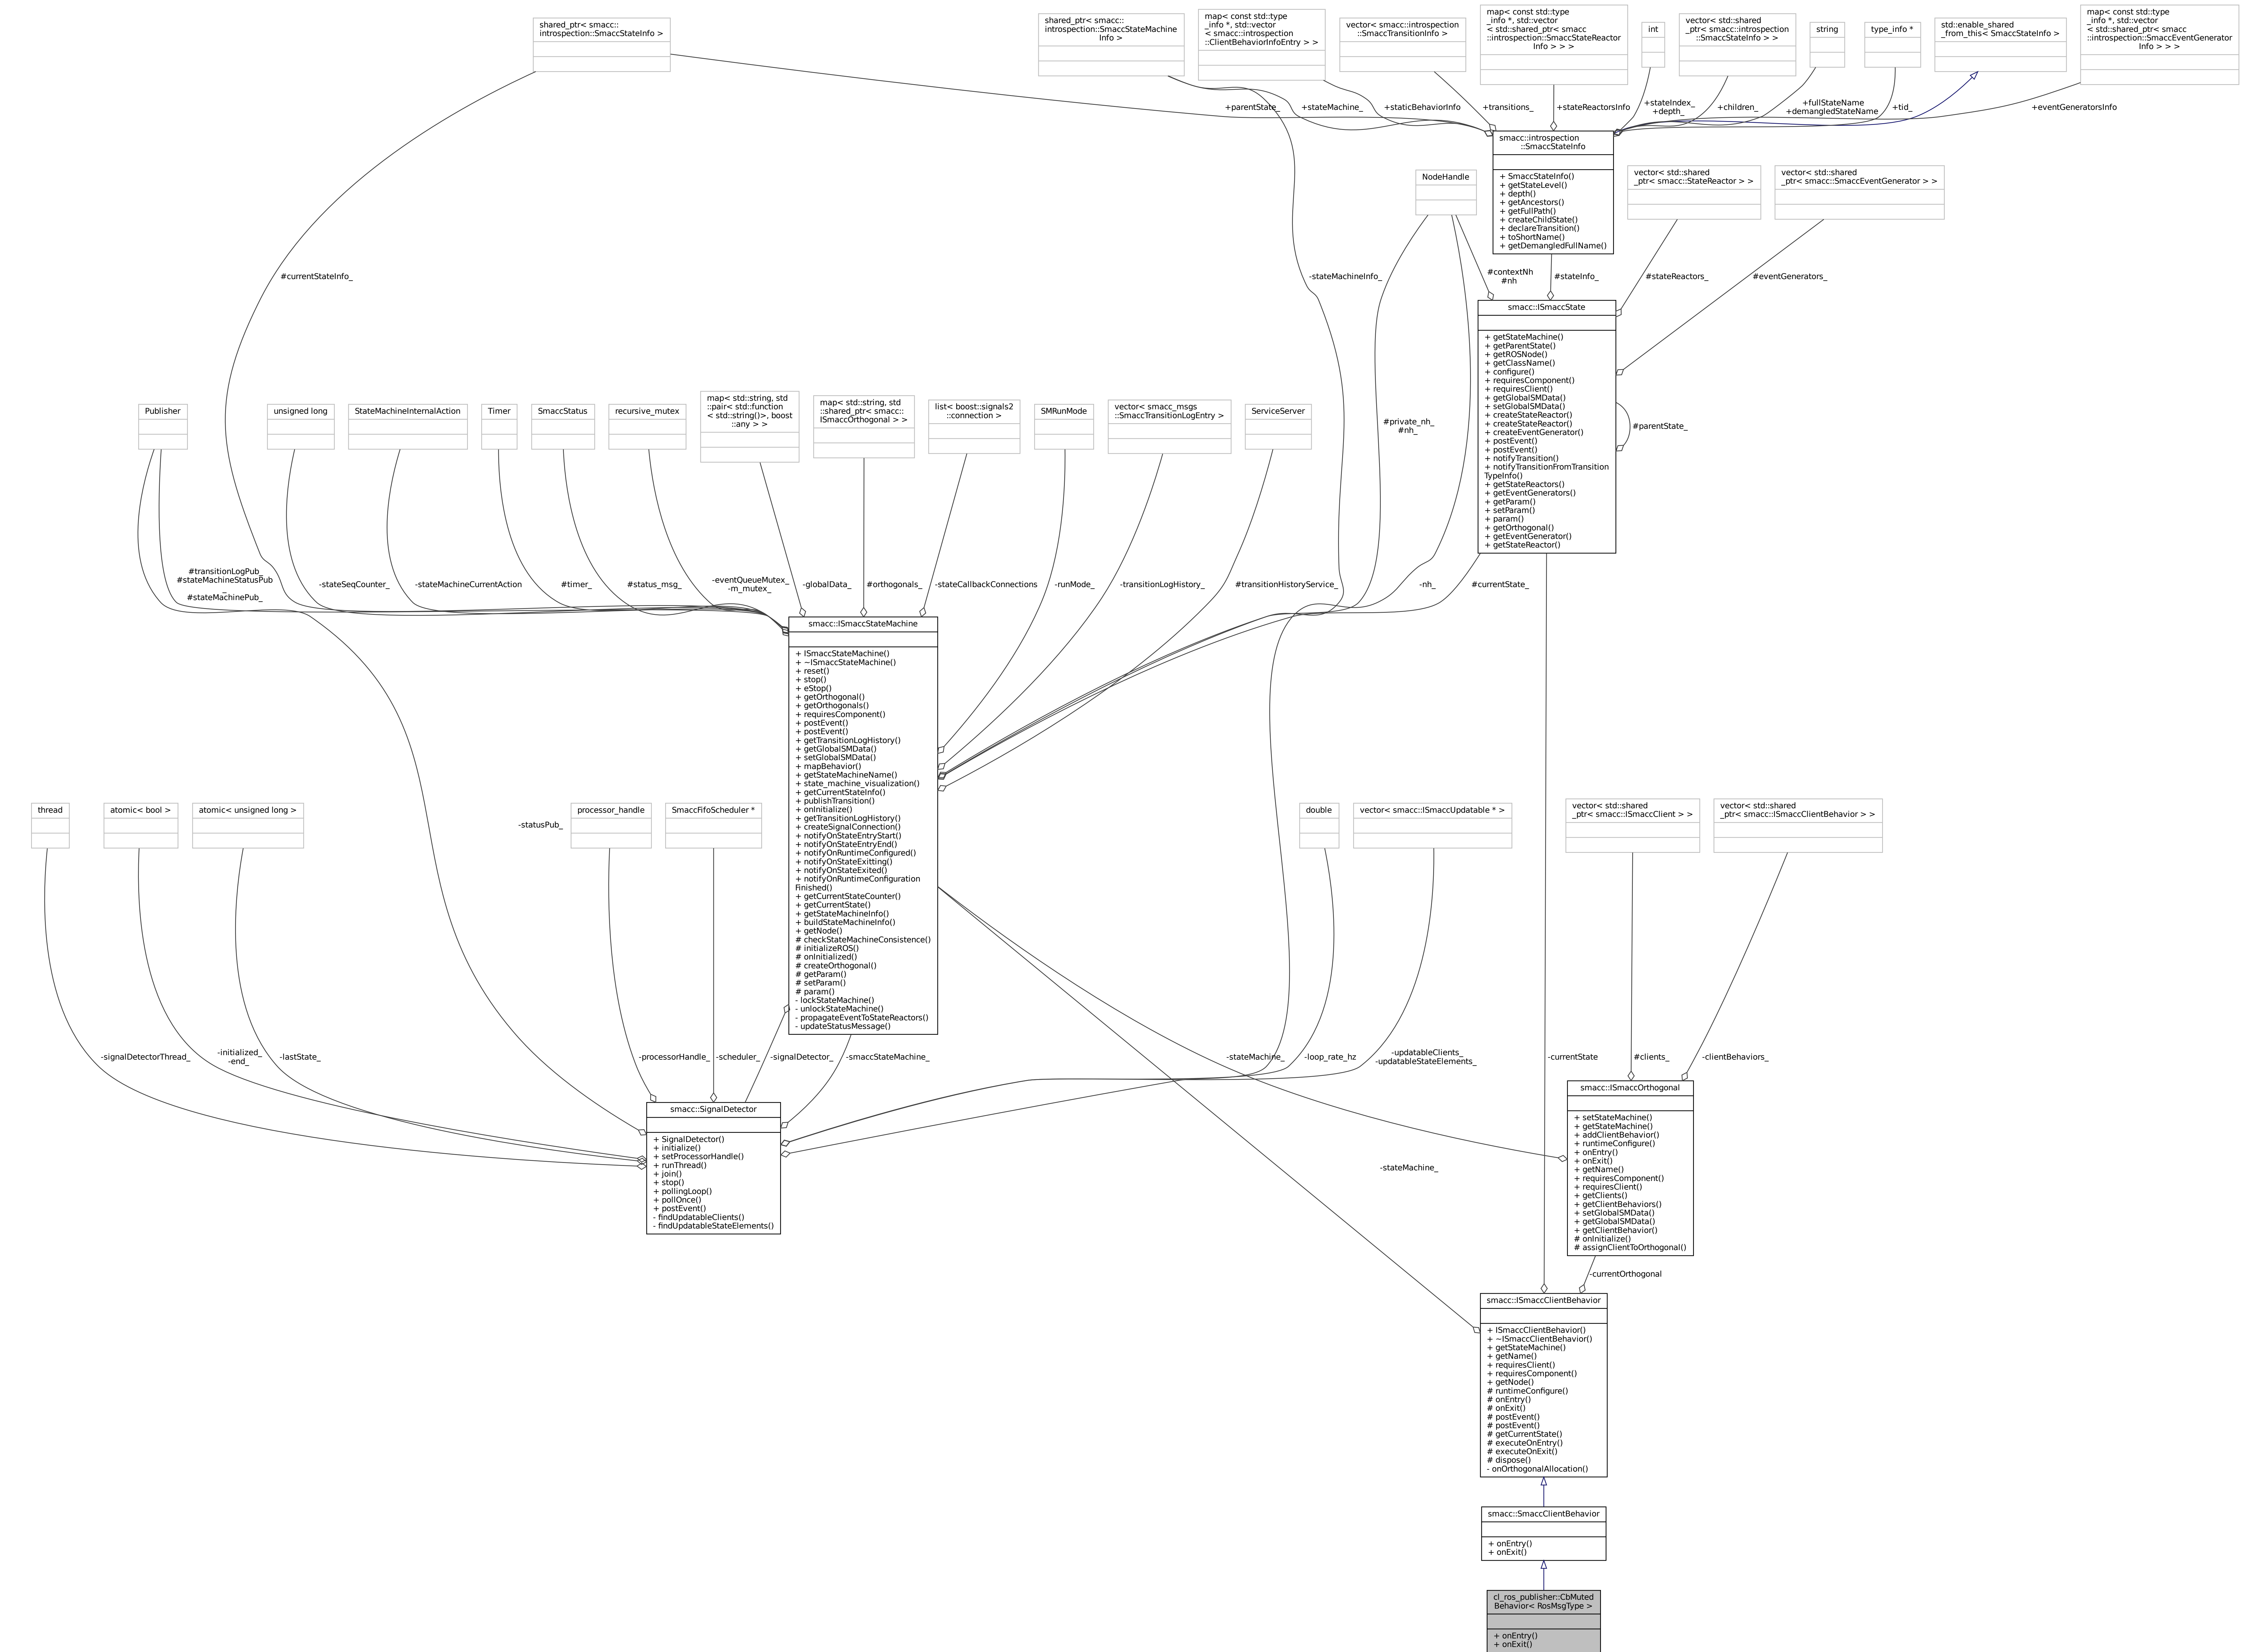 shared_ptr< smacc::
introspection::SmaccStateInfo >
shared_ptr< smacc::
introspection::SmaccStateMachine
Info >
map< const std::type
_info *, std::vector
< smacc::introspection
::ClientBehaviorInfoEntry > >
vector< smacc::introspection
::SmaccTransitionInfo >
map< const std::type
_info *, std::vector
< std::shared_ptr< smacc
::introspection::SmaccStateReactor
Info > > >
int
vector< std::shared
_ptr< smacc::introspection
::SmaccStateInfo > >
string
type_info *
std::enable_shared
_from_this< SmaccStateInfo >
map< const std::type
_info *, std::vector
< std::shared_ptr< smacc
::introspection::SmaccEventGenerator
Info > > >
+parentState_
+stateMachine_
+staticBehaviorInfo
+transitions_
+stateReactorsInfo
+stateIndex_
+depth_
+children_
+fullStateName
+demangledStateName
+tid_
+eventGeneratorsInfo
smacc::introspection
::SmaccStateInfo
+ SmaccStateInfo()
+ getStateLevel()
+ depth()
+ getAncestors()
+ getFullPath()
+ createChildState()
+ declareTransition()
+ toShortName()
+ getDemangledFullName()
NodeHandle
vector< std::shared
_ptr< smacc::StateReactor > >
vector< std::shared
_ptr< smacc::SmaccEventGenerator > >
#currentStateInfo_
-stateMachineInfo_
#contextNh
#nh
#stateInfo_
#stateReactors_
#eventGenerators_
smacc::ISmaccState
+ getStateMachine()
+ getParentState()
+ getROSNode()
+ getClassName()
+ configure()
+ requiresComponent()
+ requiresClient()
+ getGlobalSMData()
+ setGlobalSMData()
+ createStateReactor()
+ createStateReactor()
+ createEventGenerator()
+ postEvent()
+ postEvent()
+ notifyTransition()
+ notifyTransitionFromTransition
TypeInfo()
+ getStateReactors()
+ getEventGenerators()
+ getParam()
+ setParam()
+ param()
+ getOrthogonal()
+ getEventGenerator()
+ getStateReactor()
#parentState_
Publisher
unsigned long
StateMachineInternalAction
Timer
SmaccStatus
recursive_mutex
map< std::string, std
::pair< std::function
< std::string()>, boost
::any > >
map< std::string, std
::shared_ptr< smacc::
ISmaccOrthogonal > >
list< boost::signals2
::connection >
SMRunMode
vector< smacc_msgs
::SmaccTransitionLogEntry >
ServiceServer
#private_nh_
#nh_
#transitionLogPub_
#stateMachineStatusPub
_
#stateMachinePub_
-stateSeqCounter_
-stateMachineCurrentAction
#timer_
#status_msg_
-eventQueueMutex_
-m_mutex_
-globalData_
#orthogonals_
-stateCallbackConnections
-runMode_
-transitionLogHistory_
#transitionHistoryService_
-nh_
#currentState_
smacc::ISmaccStateMachine
+ ISmaccStateMachine()
+ ~ISmaccStateMachine()
+ reset()
+ stop()
+ eStop()
+ getOrthogonal()
+ getOrthogonals()
+ requiresComponent()
+ postEvent()
+ postEvent()
+ getTransitionLogHistory()
+ getGlobalSMData()
+ setGlobalSMData()
+ mapBehavior()
+ getStateMachineName()
+ state_machine_visualization()
+ getCurrentStateInfo()
+ publishTransition()
+ onInitialize()
+ getTransitionLogHistory()
+ createSignalConnection()
+ notifyOnStateEntryStart()
+ notifyOnStateEntryEnd()
+ notifyOnRuntimeConfigured()
+ notifyOnStateExitting()
+ notifyOnStateExited()
+ notifyOnRuntimeConfiguration
Finished()
+ getCurrentStateCounter()
+ getCurrentState()
+ getStateMachineInfo()
+ buildStateMachineInfo()
+ getNode()
# checkStateMachineConsistence()
# initializeROS()
# onInitialized()
# createOrthogonal()
# getParam()
# setParam()
# param()
- lockStateMachine()
- unlockStateMachine()
- propagateEventToStateReactors()
- updateStatusMessage()
thread
atomic< bool >
atomic< unsigned long >
-statusPub_
processor_handle
SmaccFifoScheduler *
double
vector< smacc::ISmaccUpdatable * >
vector< std::shared
_ptr< smacc::ISmaccClient > >
vector< std::shared
_ptr< smacc::ISmaccClientBehavior > >
-signalDetectorThread_
-initialized_
-end_
-lastState_
-processorHandle_
-scheduler_
-signalDetector_
-smaccStateMachine_
-stateMachine_
-loop_rate_hz
-updatableClients_
-updatableStateElements_
-currentState
#clients_
-clientBehaviors_
smacc::SignalDetector
+ SignalDetector()
+ initialize()
+ setProcessorHandle()
+ runThread()
+ join()
+ stop()
+ pollingLoop()
+ pollOnce()
+ postEvent()
- findUpdatableClients()
- findUpdatableStateElements()
-stateMachine_
smacc::ISmaccOrthogonal
+ setStateMachine()
+ getStateMachine()
+ addClientBehavior()
+ runtimeConfigure()
+ onEntry()
+ onExit()
+ getName()
+ requiresComponent()
+ requiresClient()
+ getClients()
+ getClientBehaviors()
+ setGlobalSMData()
+ getGlobalSMData()
+ getClientBehavior()
# onInitialize()
# assignClientToOrthogonal()
-currentOrthogonal
smacc::ISmaccClientBehavior
+ ISmaccClientBehavior()
+ ~ISmaccClientBehavior()
+ getStateMachine()
+ getName()
+ requiresClient()
+ requiresComponent()
+ getNode()
# runtimeConfigure()
# onEntry()
# onExit()
# postEvent()
# postEvent()
# getCurrentState()
# executeOnEntry()
# executeOnExit()
# dispose()
- onOrthogonalAllocation()
smacc::SmaccClientBehavior
+ onEntry()
+ onExit()
cl_ros_publisher::CbMuted
Behavior< RosMsgType >
+ onEntry()
+ onExit()